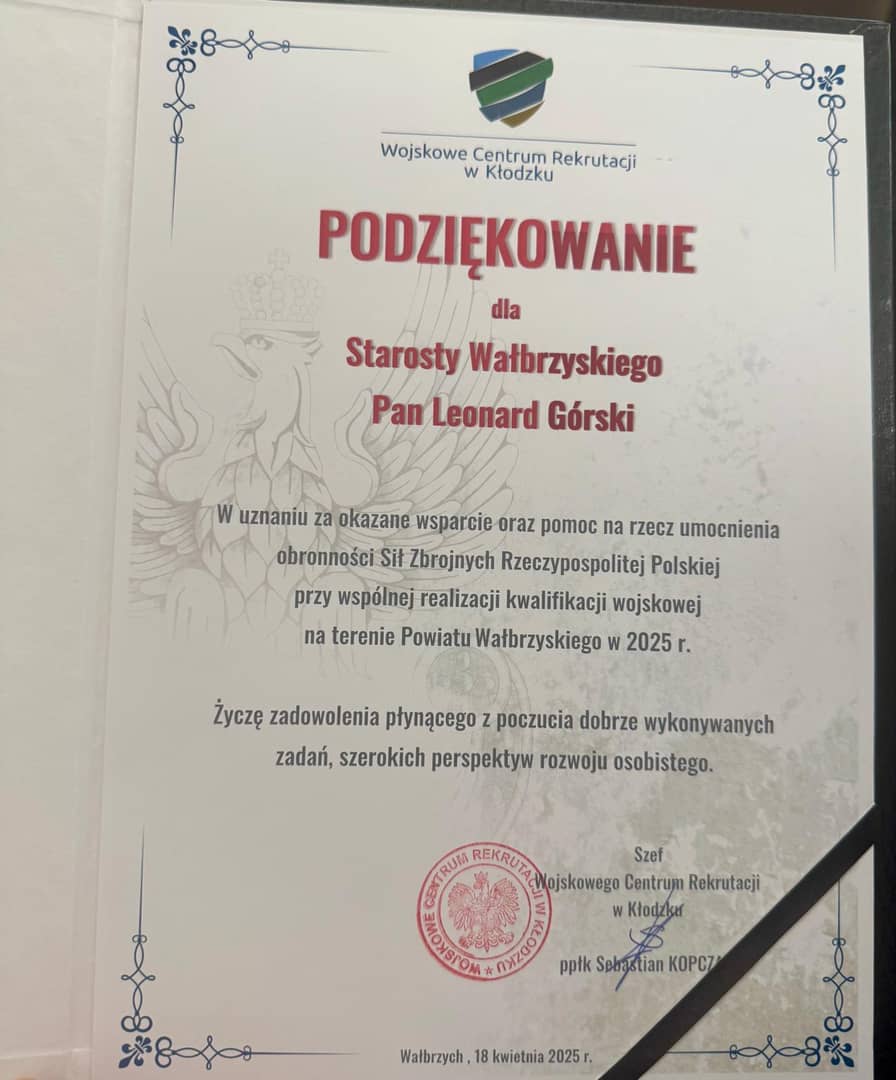 Wojskowe Centrum Rekrutacji
w Kłodzku
PODZIĘKOWANIE
dla
Starosty Wałbrzyskiego
Pan Leonard Górski
W uznaniu za okazane wsparcie oraz pomoc na rzecz umocnienia
obronności Sił Zbrojnych Rzeczypospolitej Polskiej
przy wspólnej realizacji kwalifikacji wojskowej
na terenie Powiatu Wałbrzyskiego w 2025 r.
Życzę zadowolenia płynącego z poczucia dobrze wykonywanych
zadań, szerokich perspektyw rozwoju osobistego.
WOJSKOWE CENTRUM REKRUTACJI W KŁODZKU
Szef
Wojskowego Centrum Rekrutacji
w Kłodzku
ppłk Sebastian
Wałbrzych , 18 kwietnia 2025 r.